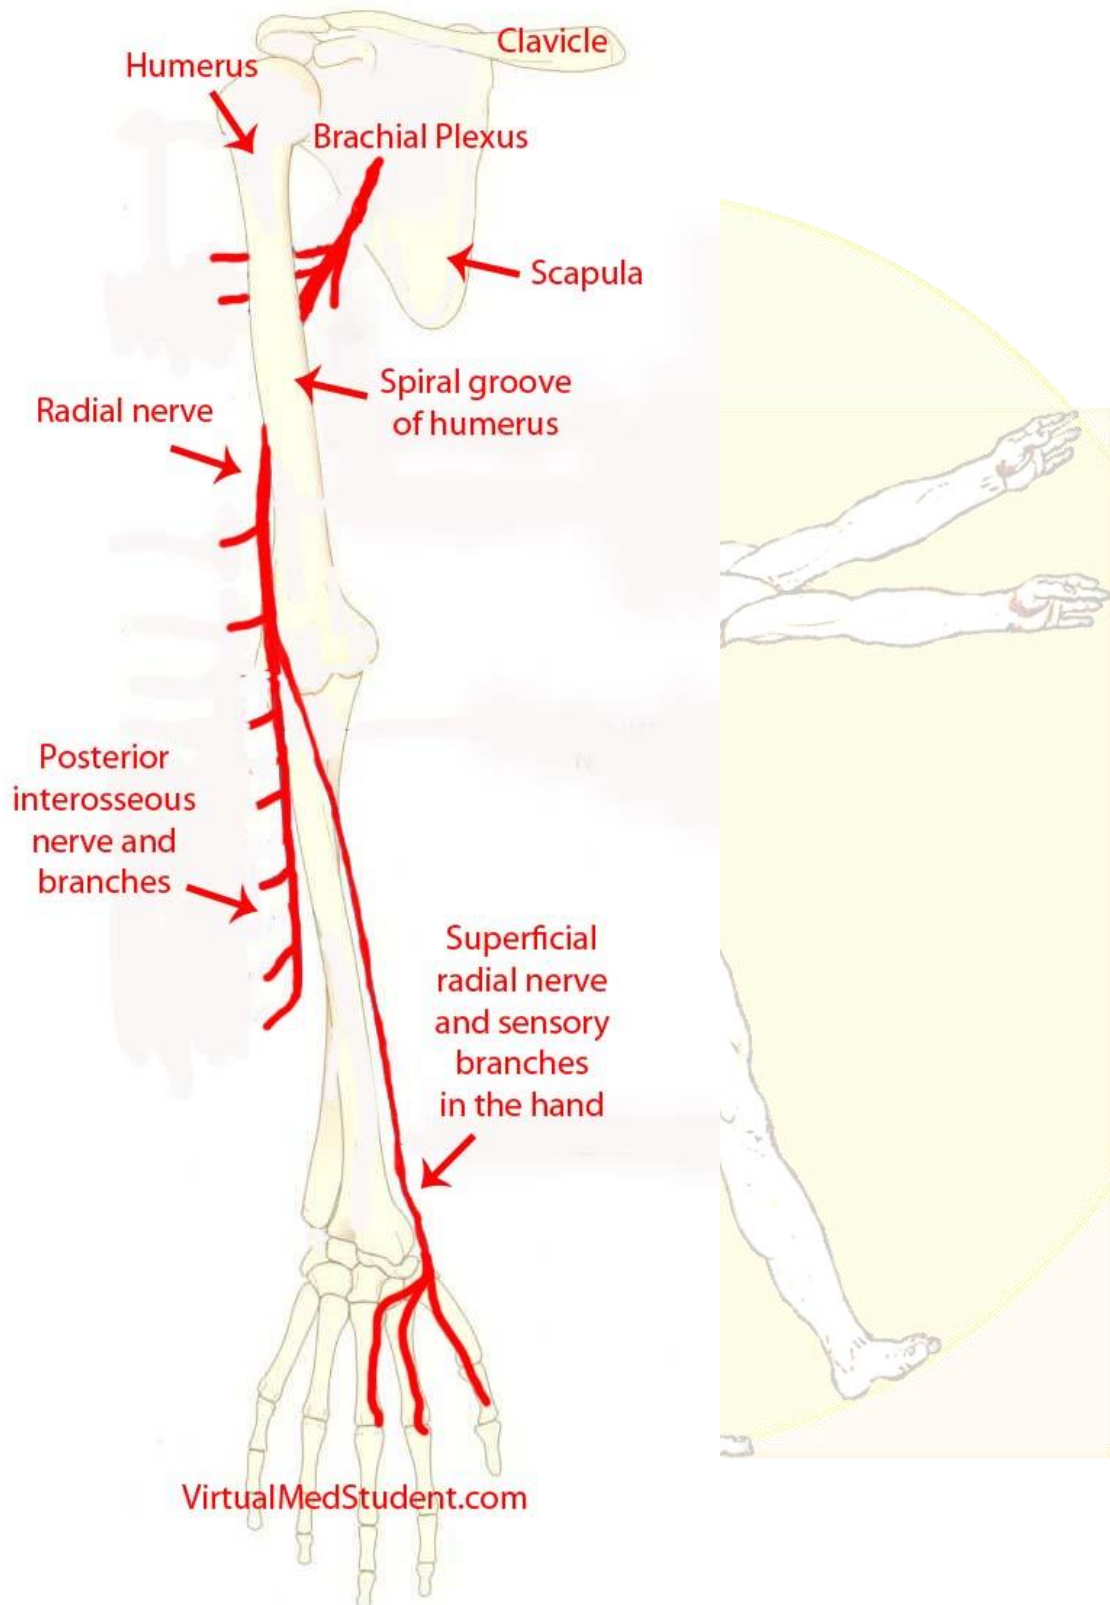 Clavicle
Humerus
Brachial Plexus
Scapula
Spiral groove
of humerus
Radial nerve
Posterior
interosseous
nerve and
branches
Superficial
radial nerve
and sensory
branches
in the hand
VirtualMedStudent.com